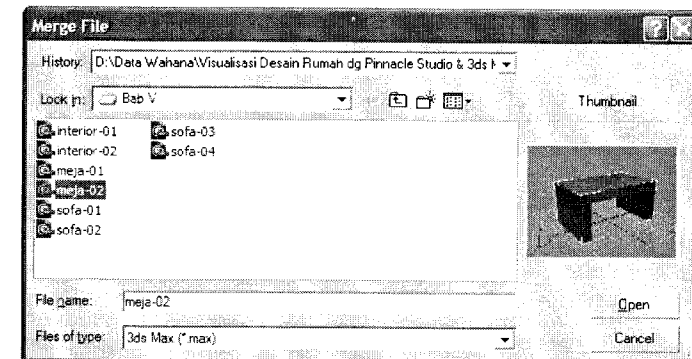 Merge File
History: D:\Data Wahana\Visualisasi Desain Rumah dg Pinnacle Studio & 3ds
Look in: Bab V
Thumbnail
interior-01 sofa-03
interior-02 sofa-04
meja-01
meja-02
sofa-01
sofa-02
File name: meja-02
Open
Files of type: 3ds Max (*.max)
Cancel